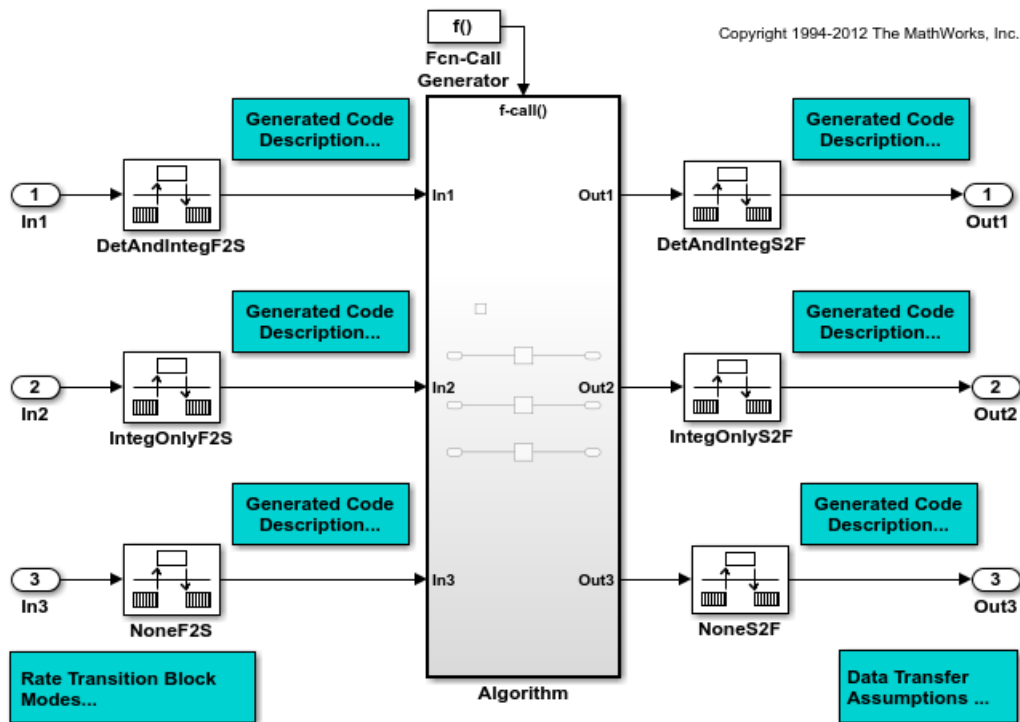 f()
Copyright 1994-2012 The MathWorks, Inc.
Fcn-Call
Generator
f-call()
Generated Code
Description...
Generated Code
Description...
1
In1
DetAndIntegF2S
In1
Out1
DetAndIntegS2F
1
Out1
Generated Code
Description...
Generated Code
Description...
2
In2
IntegOnlyF2S
In2
Out2
IntegOnlyS2F
2
Out2
Generated Code
Description...
Generated Code
Description...
3
In3
NoneF2S
In3
Out3
NoneS2F
3
Out3
Rate Transition Block
Modes...
Algorithm
Data Transfer
Assumptions ...